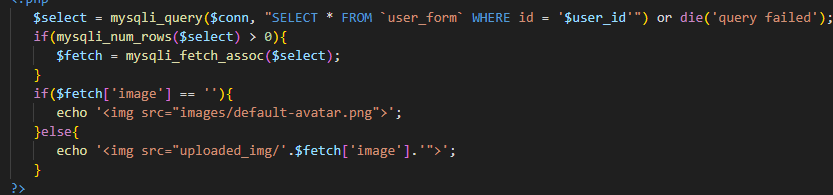 <?php
$select = mysqli_query($conn, "SELECT * FROM `user_form` WHERE id = '$user_id'") or die('query failed');
if(mysqli_num_rows($select) > 0){
$fetch = mysqli_fetch_assoc($select);
}
if($fetch['image'] == ''){
echo '<img src="images/default-avatar.png">';
}else{
echo '<img src="uploaded_img/'.$fetch['image'].'">';
}
?>